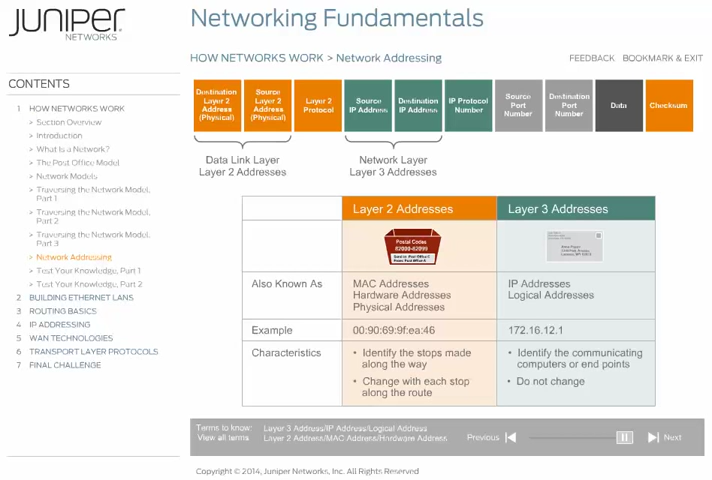 JUNIPER
NETWORKS
Networking Fundamentals
HOW NETWORKS WORK > Network Addressing
FEEDBACK BOOKMARK & EXIT
CONTENTS
1 HOW NETWORKS WORK
> Section Overview
> Introduction
> What Is a Network?
> The Post Office Model
> Network Models
> Traversing the Network Model,
Part 1
> Traversing the Network Model,
Part 2
> Traversing the Network Model,
Part 3
> Network Addressing
> Test Your Knowledge, Part 1
> Test Your Knowledge, Part 2
2 BUILDING ETHERNET LANS
3 ROUTING BASICS
4 IP ADDRESSING
5 WAN TECHNOLOGIES
6 TRANSPORT LAYER PROTOCOLS
7 FINAL CHALLENGE
Destination
Layer 2
Address
(Physical)
Source
Layer 2
Address
(Physical)
Layer 2
Protocol
Source
IP Address
Destination
IP Address
IP Protocol
Number
Source
Port
Number
Destination
Port
Number
Data
Checksum
Data Link Layer
Layer 2 Addresses
Network Layer
Layer 3 Addresses
Layer 2 Addresses
Layer 3 Addresses
Postal Codes
02000-02099
Also Known As
MAC Addresses
Hardware Addresses
Physical Addresses
IP Addresses
Logical Addresses
Example
00:90:69:9f:ea:46
172.16.12.1
Characteristics
• Identify the stops made
along the way
• Change with each stop
along the route
• Identify the communicating
computers or end points
• Do not change
Terms to know: Layer 3 Address/IP Address/Logical Address
View all terms Layer 2 Address/MAC Address/Hardware Address
Previous
Next
Copyright © 2014, Juniper Networks, Inc. All Rights Reserved